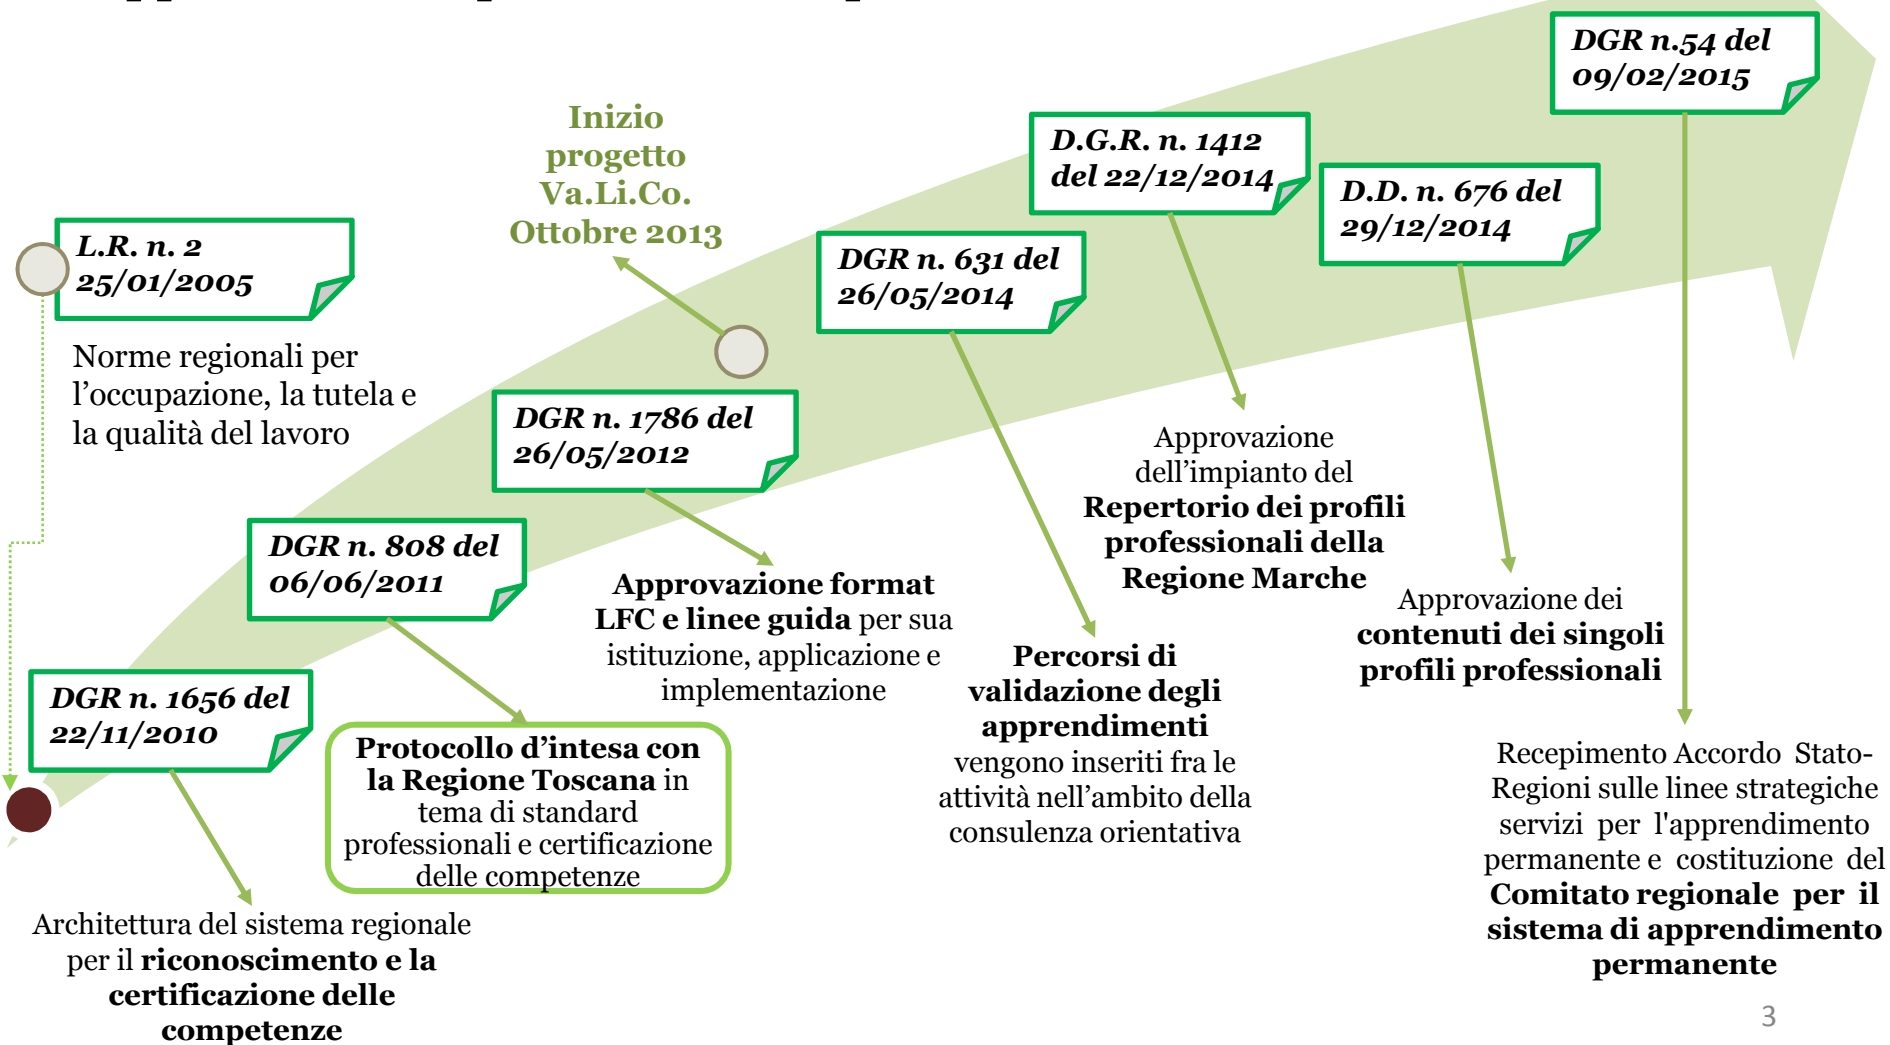 L.R. n. 2
25/01/2005
Norme regionali per
l’occupazione, la tutela e
la qualità del lavoro
DGR n. 1656 del
22/11/2010
Architettura del sistema regionale
per il riconoscimento e la
certificazione delle
competenze
DGR n. 808 del
06/06/2011
Protocollo d’intesa con
la Regione Toscana in
tema di standard
professionali e certificazione
delle competenze
DGR n. 1786 del
26/05/2012
Approvazione format
LFC e linee guida per sua
istituzione, applicazione e
implementazione
Inizio
progetto
Va.Li.Co.
Ottobre 2013
DGR n. 631 del
26/05/2014
Percorsi di
validazione degli
apprendimenti
vengono inseriti fra le
attività nell’ambito della
consulenza orientativa
D.G.R. n. 1412
del 22/12/2014
Approvazione
dell’impianto del
Repertorio dei profili
professionali della
Regione Marche
D.D. n. 676 del
29/12/2014
Approvazione dei
contenuti dei singoli
profili professionali
DGR n.54 del
09/02/2015
Recepimento Accordo Stato-
Regioni sulle linee strategiche
servizi per l'apprendimento
permanente e costituzione del
Comitato regionale per il
sistema di apprendimento
permanente
3